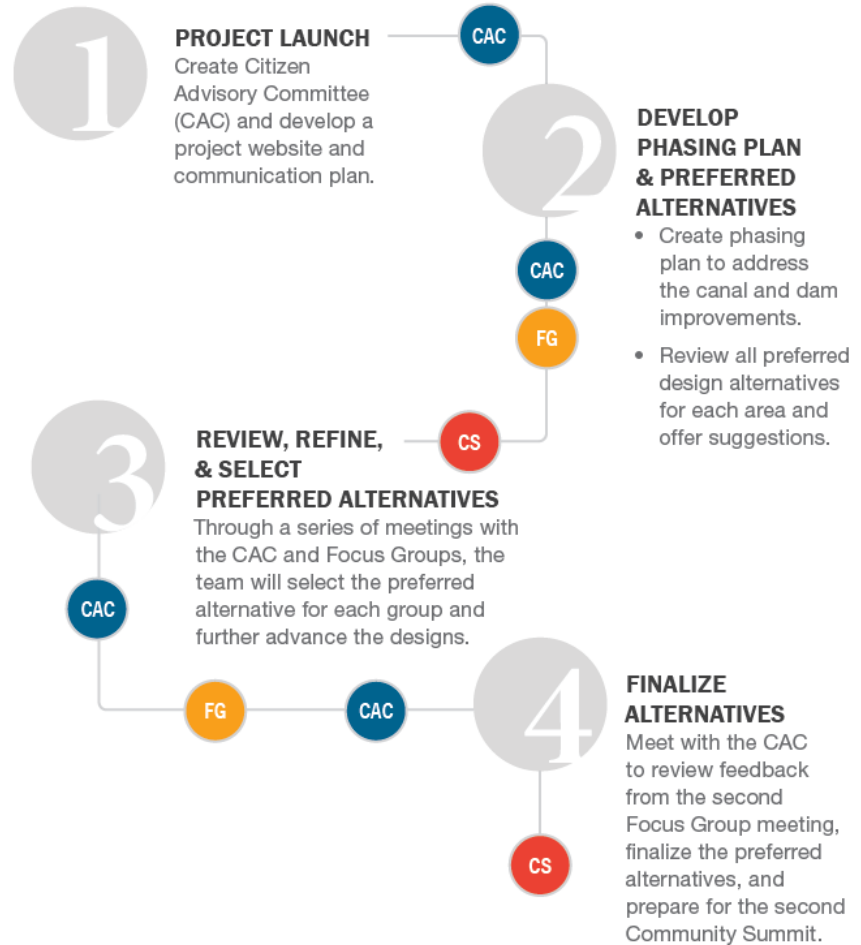 1
PROJECT LAUNCH
Create Citizen
Advisory Committee
(CAC) and develop a
project website and
communication plan.
CAC
2
DEVELOP
PHASING PLAN
& PREFERRED
ALTERNATIVES
• Create phasing
plan to address
the canal and dam
improvements.
• Review all preferred
design alternatives
for each area and
offer suggestions.
CAC
FG
CS
3
REVIEW, REFINE,
& SELECT
PREFERRED ALTERNATIVES
Through a series of meetings with
the CAC and Focus Groups, the
team will select the preferred
alternative for each group and
further advance the designs.
CAC
FG
CAC
4
FINALIZE
ALTERNATIVES
Meet with the CAC
to review feedback
from the second
Focus Group meeting,
finalize the preferred
alternatives, and
prepare for the second
Community Summit.
CS